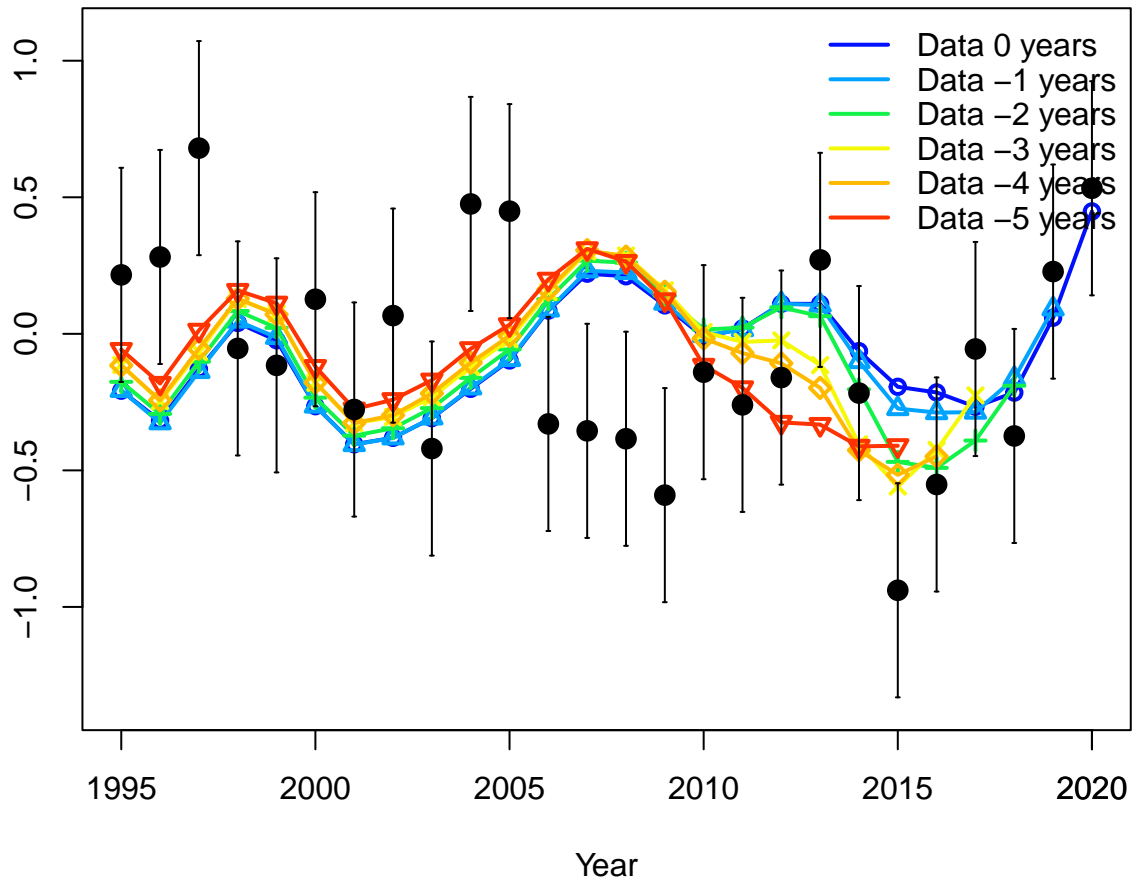 1.0
0.5
0.0
−0.5
−1.0
Data 0 years
Data −1 years
Data −2 years
Data −3 years
Data −4 years
Data −5 years
1995 2000 2005 2010 2015 2020
Year